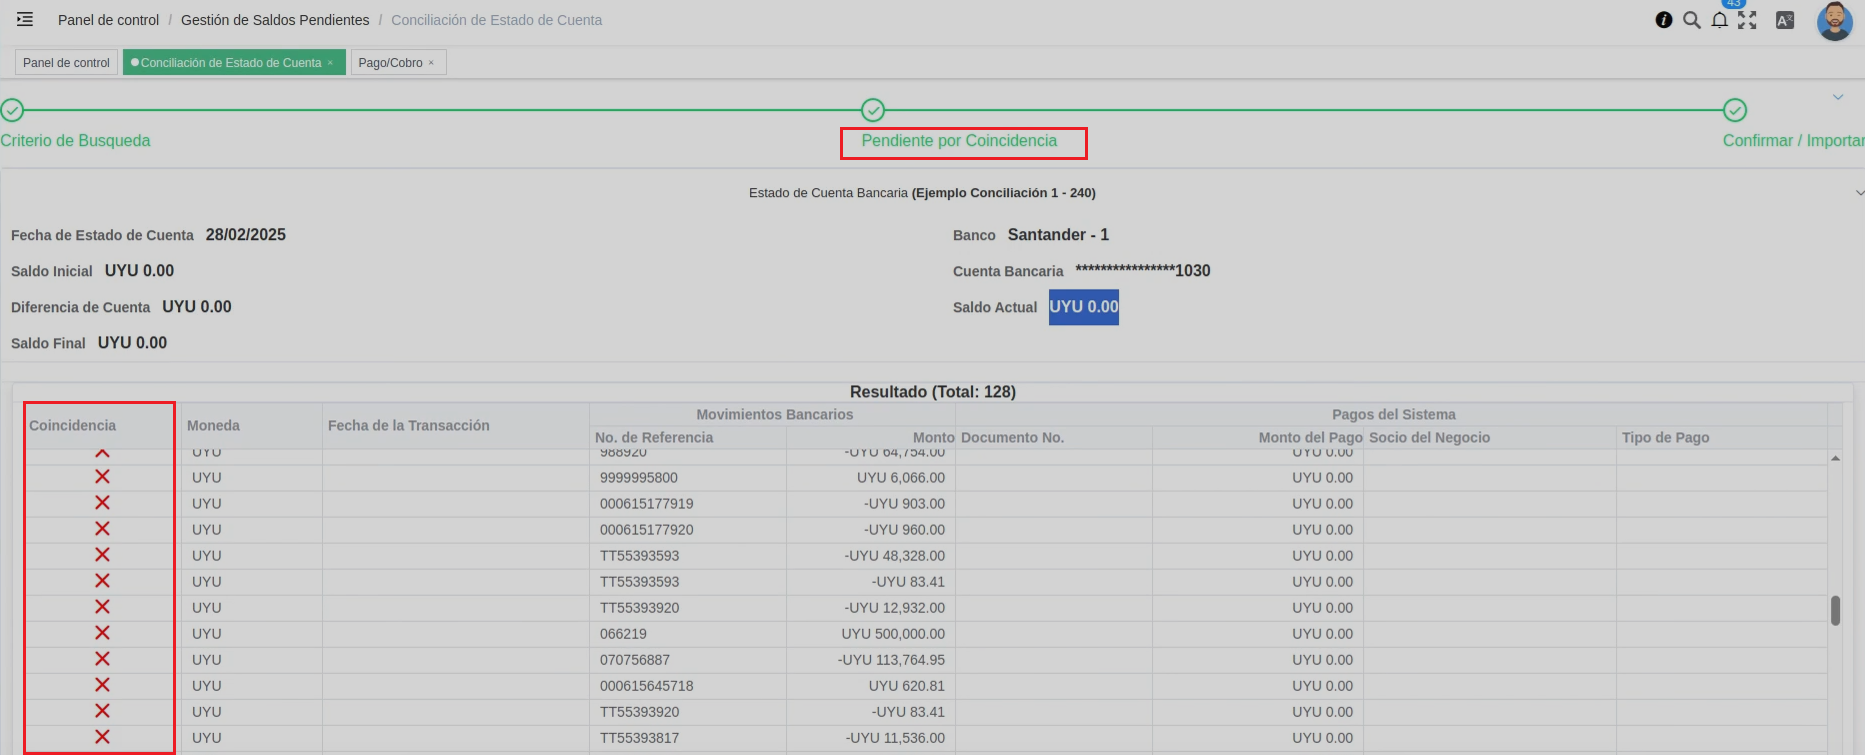 Panel de control / Gestión de Saldos Pendientes / Conciliación de Estado de Cuenta
43
Panel de control
Conciliación de Estado de Cuenta ×
Pago/Cobro ×
Criterio de Busqueda
Pendiente por Coincidencia
Confirmar / Importar
Estado de Cuenta Bancaria (Ejemplo Conciliación 1 - 240)
Fecha de Estado de Cuenta 28/02/2025
Banco Santander - 1
Saldo Inicial UYU 0.00
Cuenta Bancaria ****************1030
Diferencia de Cuenta UYU 0.00
Saldo Actual UYU 0.00
Saldo Final UYU 0.00
Resultado (Total: 128)
Coincidencia Moneda Fecha de la Transacción Movimientos Bancarios Pagos del Sistema
No. de Referencia Monto Documento No. Monto del Pago Socio del Negocio Tipo de Pago
UYU 988920 -UYU 64,754.00 UYU 0.00
UYU 9999995800 UYU 6,066.00 UYU 0.00
UYU 000615177919 -UYU 903.00 UYU 0.00
UYU 000615177920 -UYU 960.00 UYU 0.00
UYU TT55393593 -UYU 48,328.00 UYU 0.00
UYU TT55393593 -UYU 83.41 UYU 0.00
UYU TT55393920 -UYU 12,932.00 UYU 0.00
UYU 066219 UYU 500,000.00 UYU 0.00
UYU 070756887 -UYU 113,764.95 UYU 0.00
UYU 000615645718 UYU 620.81 UYU 0.00
UYU TT55393920 -UYU 83.41 UYU 0.00
UYU TT55393817 -UYU 11,536.00 UYU 0.00